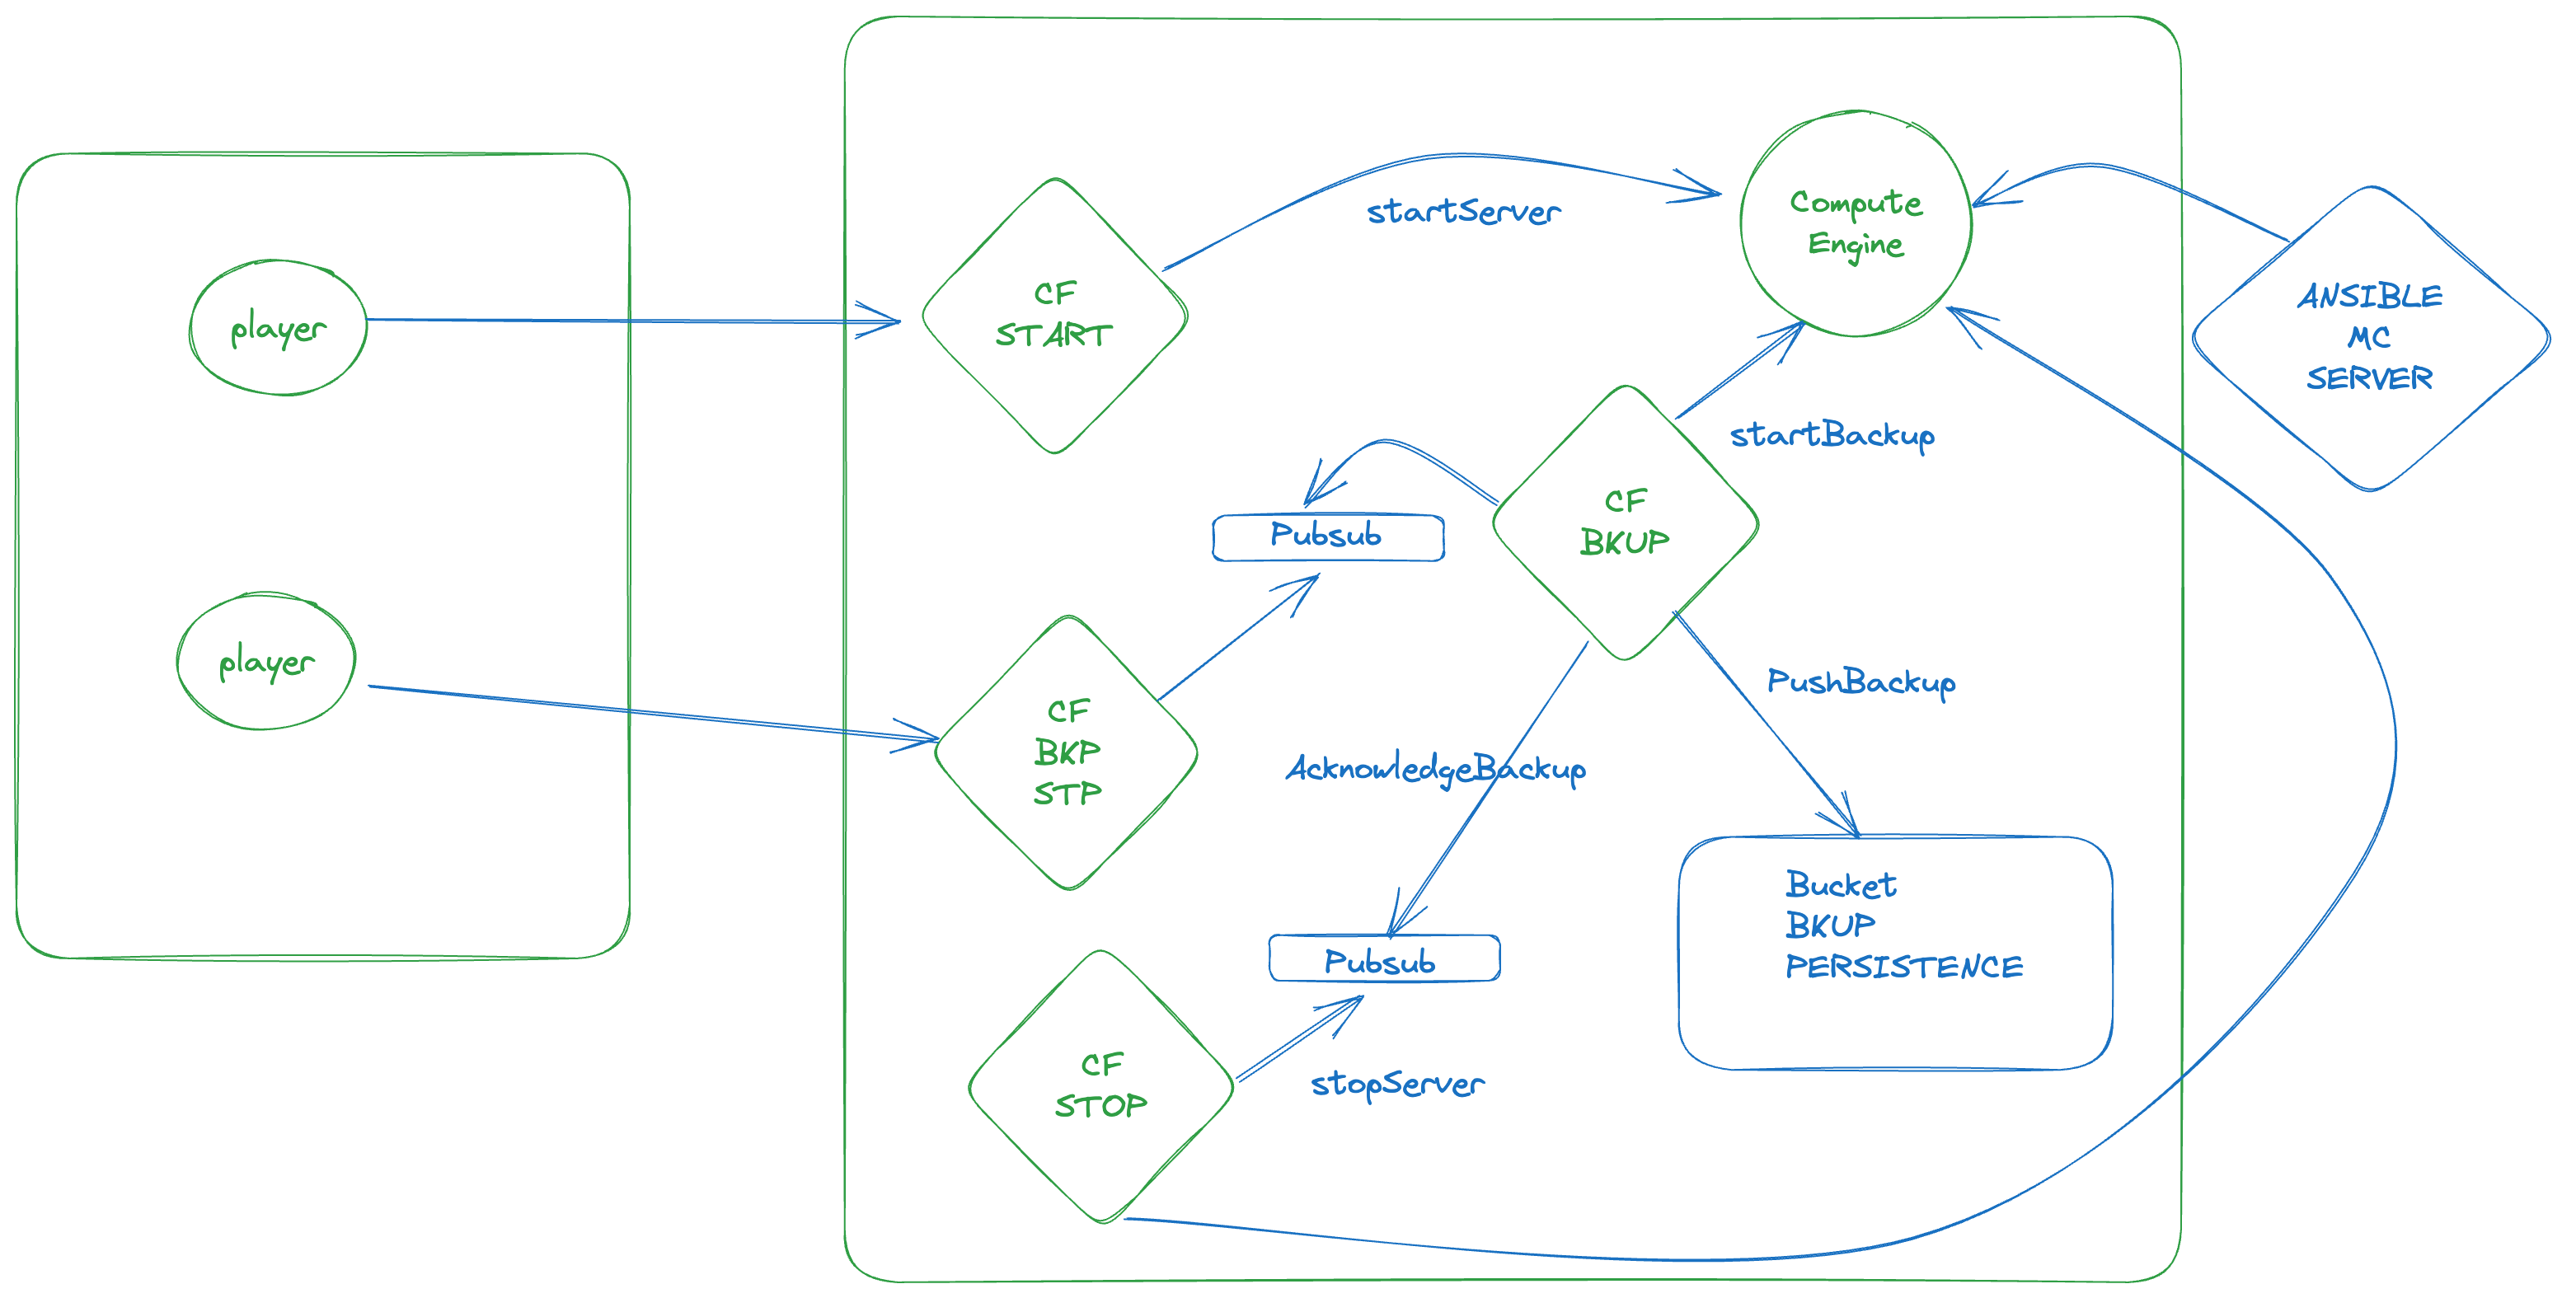 player
player
CF
START
startServer
Compute
Engine
ANSIBLE
MC
SERVER
startBackup
CF
BKUP
Pubsub
CF
BKP
STP
PushBackup
AcknowledgeBackup
Bucket
BKUP
PERSISTENCE
Pubsub
CF
STOP
stopServer